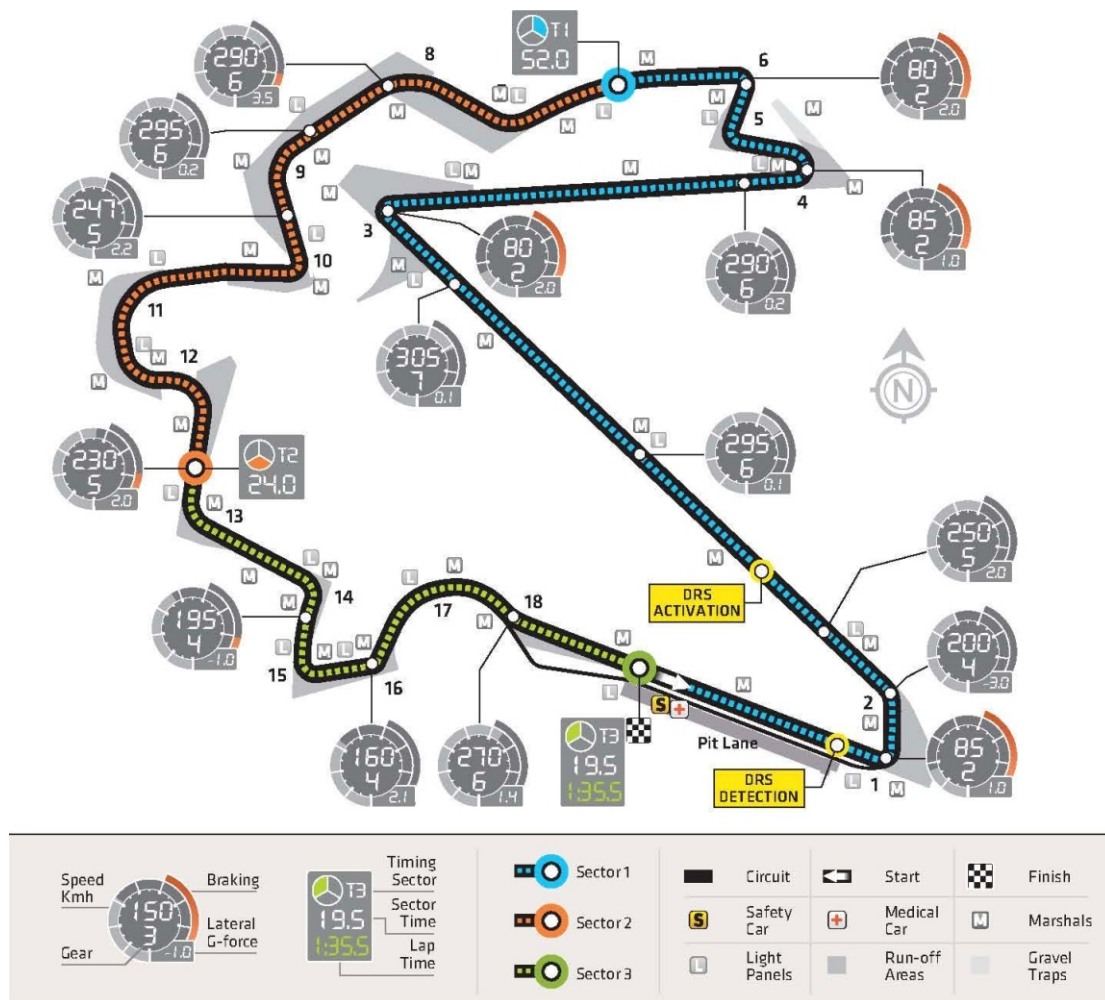 T1
52.0
8
6
290
6
3.5
80
2
2.0
295
6
0.2
5
9
4
3
247
5
2.2
10
80
2
2.0
85
2
1.0
290
6
0.2
11
12
305
7
0.1
N
230
5
2.0
T2
24.0
295
6
0.1
13
250
5
2.0
DRS
ACTIVATION
195
4
-1.0
14
17
18
15
16
200
4
-3.0
2
S
Pit Lane
160
4
2.1
270
6
1.4
T3
19.5
1:35.5
DRS
DETECTION
1
85
2
1.0
Speed
Kmh
Braking
150
3
-1.0
Gear
Lateral
G-force
T3
19.5
1:35.5
Timing
Sector
Sector
Time
Lap
Time
Sector 1
Sector 2
Sector 3
Circuit
Start
Finish
S
Safety
Car
Medical
Car
M
Marshals
L
Light
Panels
Run-off
Areas
Gravel
Traps